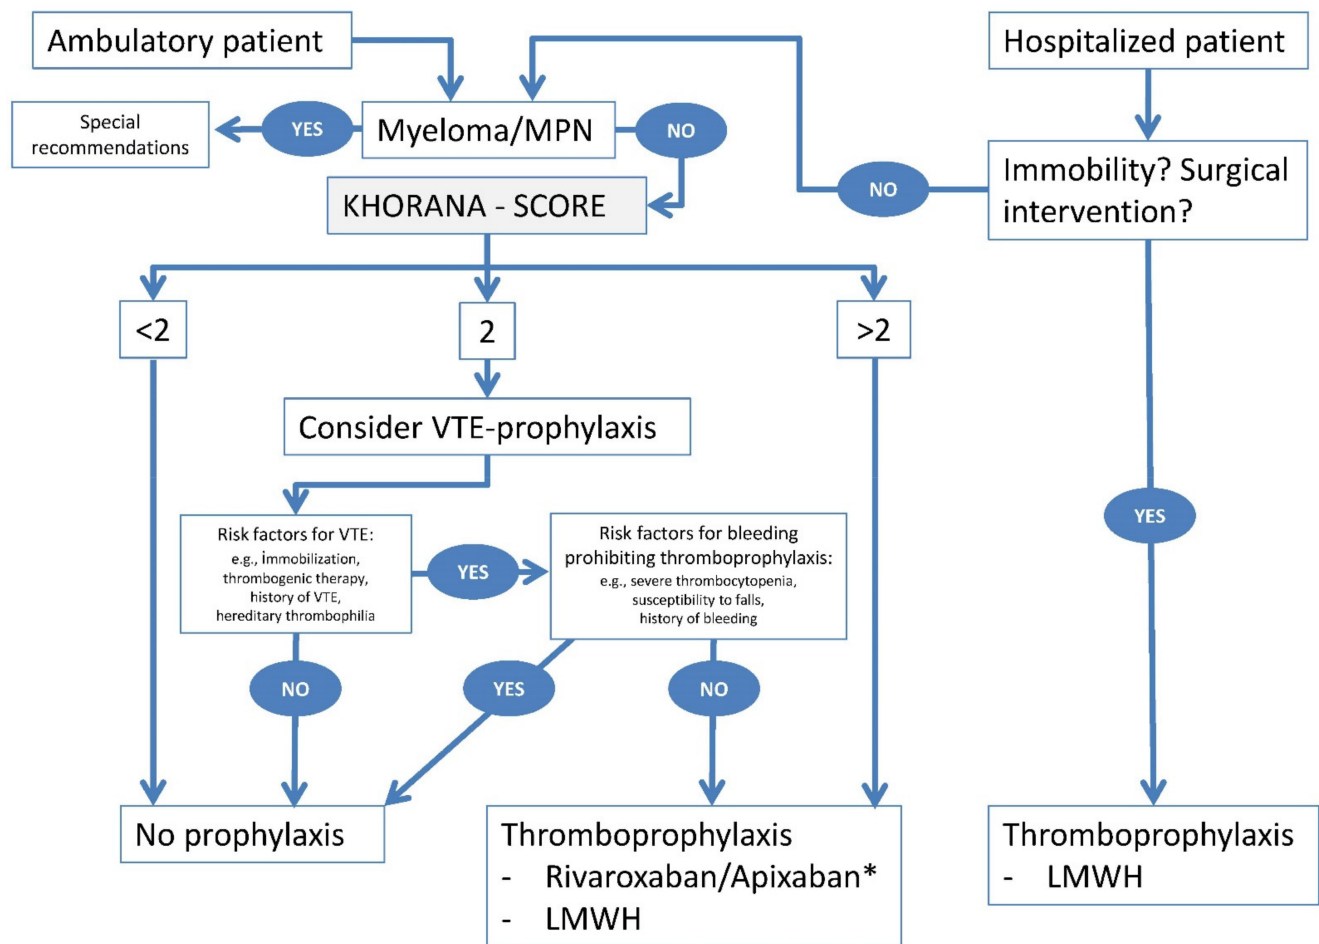 Ambulatory patient
Hospitalized patient
Special
recommendations
YES
Myeloma/MPN
NO
NO
Immobility? Surgical
intervention?
KHORANA - SCORE
<2
2
>2
Consider VTE-prophylaxis
Risk factors for VTE:
e.g., immobilization,
thrombogenic therapy,
history of VTE,
hereditary thrombophilia
YES
Risk factors for bleeding
prohibiting thromboprophylaxis:
e.g., severe thrombocytopenia,
susceptibility to falls,
history of bleeding
YES
NO
YES
NO
No prophylaxis
Thromboprophylaxis
- Rivaroxaban/Apixaban*
- LMWH
Thromboprophylaxis
- LMWH